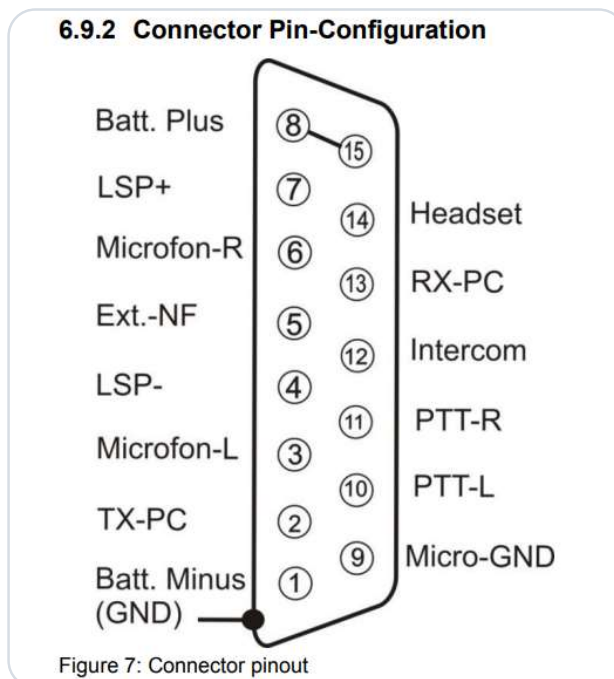 6.9.2 Connector Pin-Configuration
Batt. Plus
8
15
LSP+
7
14
Headset
Microfon-R
6
13
RX-PC
Ext.-NF
5
12
Intercom
LSP-
4
11
PTT-R
Microfon-L
3
10
PTT-L
TX-PC
2
9
Micro-GND
Batt. Minus
(GND)
1
Figure 7: Connector pinout